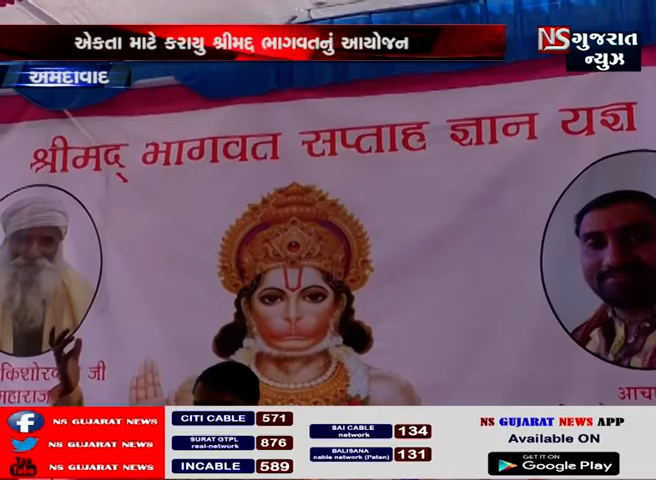 એકતા માટે કરાયુ શ્રીમદ્દ ભાગવતનું આયોજન
NS ગુજરાત
ન્યુઝ
અમદાવાદ
શ્રીમદ્ ભાગવત સપ્તાહ જ્ઞાન યજ્ઞ
જી
NS GUJARAT NEWS
NS GUJARAT NEWS
NS GUJARAT NEWS
CITI CABLE 571
SURAT GTPL real-network 876
INCABLE 589
SAI CABLE network 134
BALISANA cable network (Patan) 131
NS GUJARAT NEWS APP
Available ON
GET IT ON
Google Play